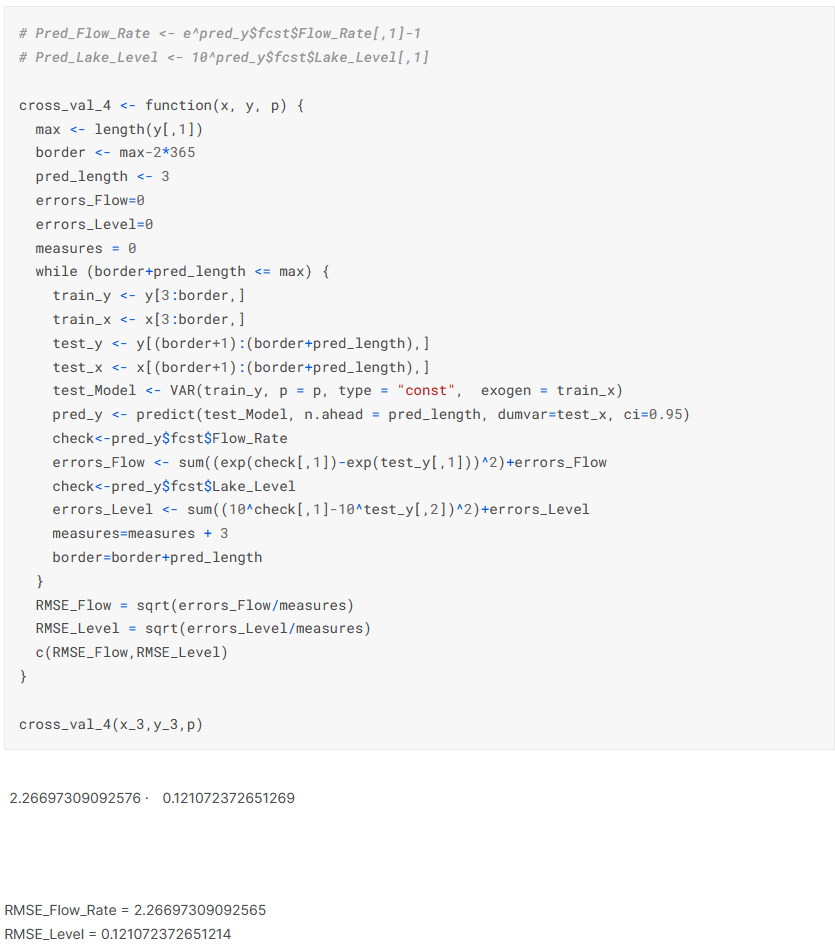 # Pred_Flow_Rate <- e^pred_y$fcst$Flow_Rate[,1]-1
# Pred_Lake_Level <- 10^pred_y$fcst$Lake_Level[,1]
cross_val_4 <- function(x, y, p) {
  max <- length(y[,1])
  border <- max-2*365
  pred_length <- 3
  errors_Flow=0
  errors_Level=0
  measures = 0
  while (border+pred_length <= max) {
    train_y <- y[3:border,]
    train_x <- x[3:border,]
    test_y <- y[(border+1):(border+pred_length),]
    test_x <- x[(border+1):(border+pred_length),]
    test_Model <- VAR(train_y, p = p, type = "const",  exogen = train_x)
    pred_y <- predict(test_Model, n.ahead = pred_length, dumvar=test_x, ci=0.95)
    check<-pred_y$fcst$Flow_Rate
    errors_Flow <- sum((exp(check[,1])-exp(test_y[,1]))^2)+errors_Flow
    check<-pred_y$fcst$Lake_Level
    errors_Level <- sum((10^check[,1]-10^test_y[,2])^2)+errors_Level
    measures=measures + 3
    border=border+pred_length
  }
  RMSE_Flow = sqrt(errors_Flow/measures)
  RMSE_Level = sqrt(errors_Level/measures)
  c(RMSE_Flow,RMSE_Level)
}
cross_val_4(x_3,y_3,p)
2.26697309092576 · 0.121072372651269
RMSE_Flow_Rate = 2.26697309092565
RMSE_Level = 0.121072372651214